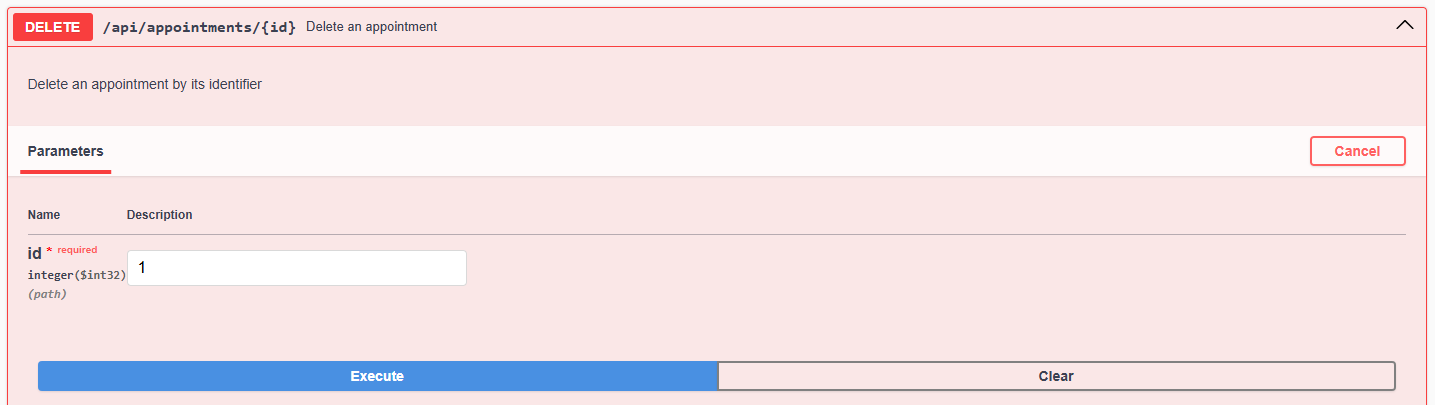 DELETE /api/appointments/{id} Delete an appointment
Delete an appointment by its identifier
Parameters Cancel
Name Description
id * required
integer($int32) 1
(path)
Execute Clear